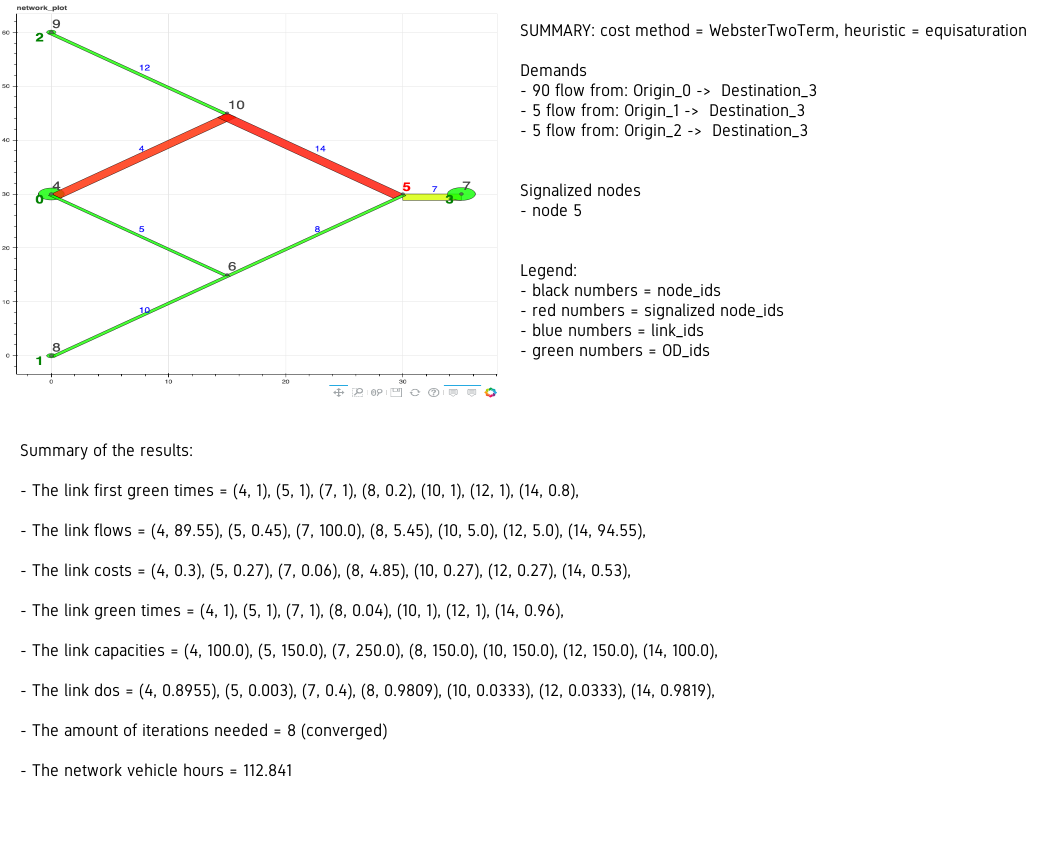 network_plot
SUMMARY: cost method = WebsterTwoTerm, heuristic = equisaturation
Demands
- 90 flow from: Origin_0 -> Destination_3
- 5 flow from: Origin_1 -> Destination_3
- 5 flow from: Origin_2 -> Destination_3
Signalized nodes
- node 5
Legend:
- black numbers = node_ids
- red numbers = signalized node_ids
- blue numbers = link_ids
- green numbers = OD_ids
60
50
40
30
20
10
0
0
10
20
30
9
2
12
10
4
14
4
0
5
7
7
3
5
8
6
10
8
1
Summary of the results:
- The link first green times = (4, 1), (5, 1), (7, 1), (8, 0.2), (10, 1), (12, 1), (14, 0.8),
- The link flows = (4, 89.55), (5, 0.45), (7, 100.0), (8, 5.45), (10, 5.0), (12, 5.0), (14, 94.55),
- The link costs = (4, 0.3), (5, 0.27), (7, 0.06), (8, 4.85), (10, 0.27), (12, 0.27), (14, 0.53),
- The link green times = (4, 1), (5, 1), (7, 1), (8, 0.04), (10, 1), (12, 1), (14, 0.96),
- The link capacities = (4, 100.0), (5, 150.0), (7, 250.0), (8, 150.0), (10, 150.0), (12, 150.0), (14, 100.0),
- The link dos = (4, 0.8955), (5, 0.003), (7, 0.4), (8, 0.9809), (10, 0.0333), (12, 0.0333), (14, 0.9819),
- The amount of iterations needed = 8 (converged)
- The network vehicle hours = 112.841